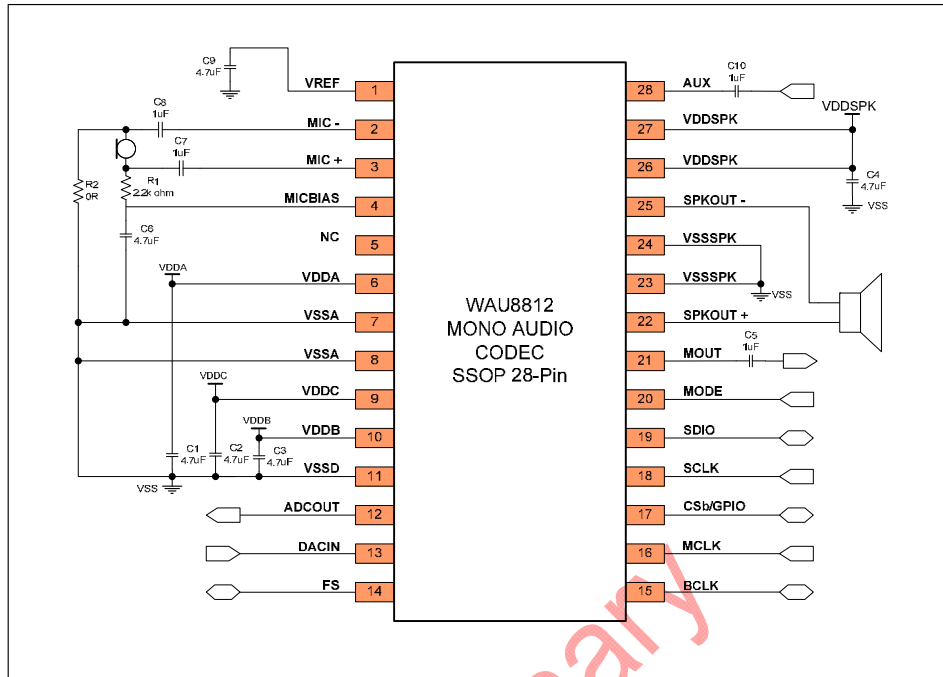 C9
4.7uF
VREF
1
C8
1uF
MIC -
2
C7
1uF
MIC +
3
R2
0R
R1
2.2k ohm
MICBIAS
4
C6
4.7uF
NC
5
VDDA
VDDA
6
VSSA
7
VSSA
8
VDDC
VDDC
9
VDDB
VDDB
10
C1
4.7uF
C2
4.7uF
C3
4.7uF
VSSD
11
VSS
ADCOUT
12
DACIN
13
FS
14
WAU8812
MONO AUDIO
CODEC
SSOP 28-Pin
28
AUX
C10
1uF
VDDSPK
27
VDDSPK
26
VDDSPK
C4
4.7uF
VSS
25
SPKOUT -
24
VSSSPK
23
VSSSPK
VSS
22
SPKOUT +
21
MOUT
C5
1uF
20
MODE
19
SDIO
18
SCLK
17
CSb/GPIO
16
MCLK
15
BCLK